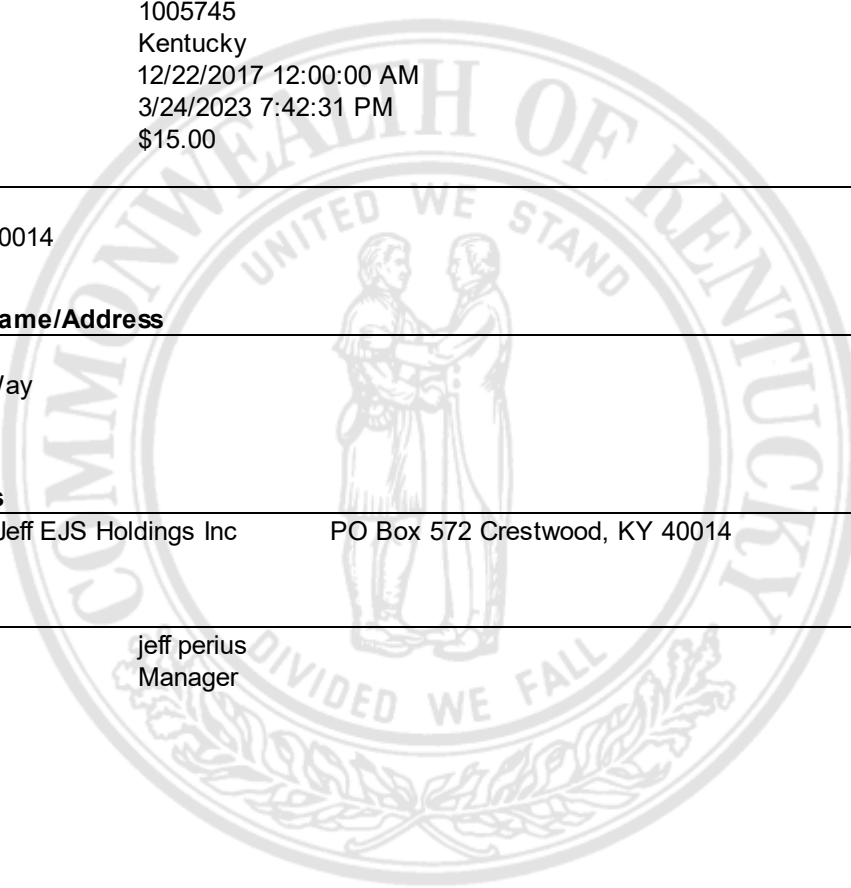 1005745
Kentucky
12/22/2017 12:00:00 AM
3/24/2023 7:42:31 PM
$15.00
0014
ame/Address
Way
s
Jeff EJS Holdings Inc PO Box 572 Crestwood, KY 40014
jeff perius
Manager
COMMONWEALTH OF KENTUCKY
UNITED WE STAND
DIVIDED WE FALL